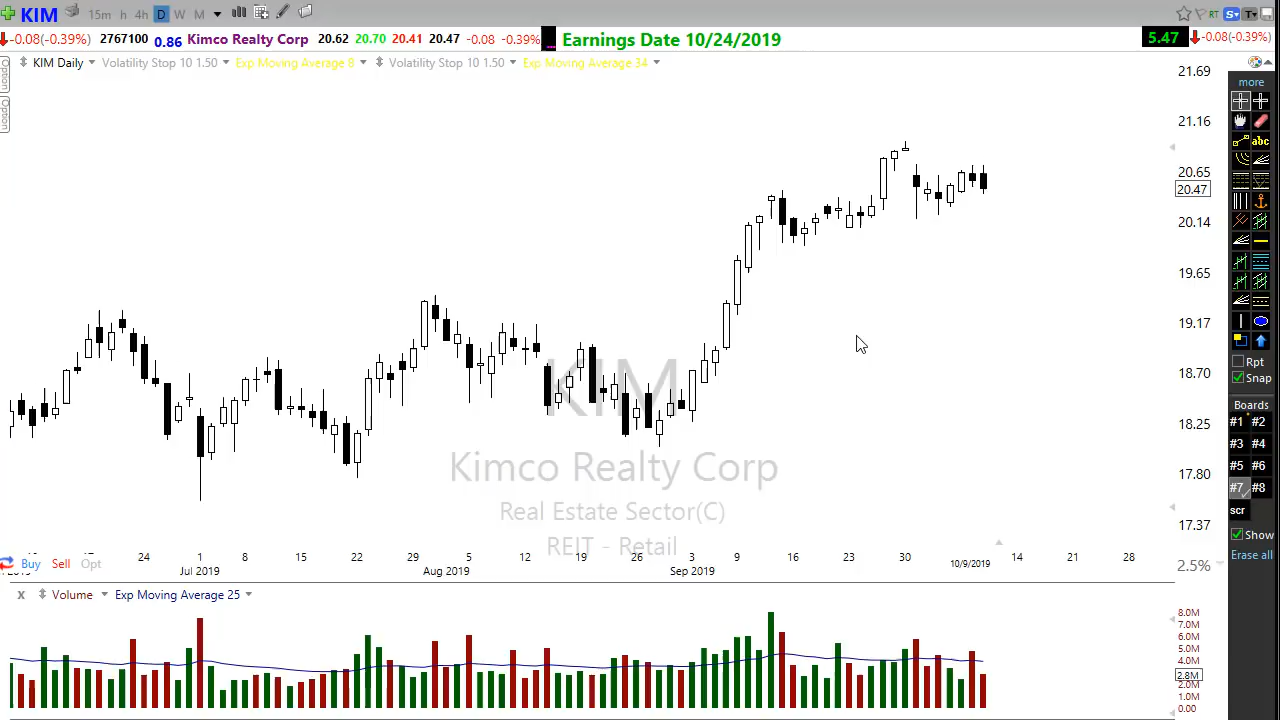 KIM 15m h 4h D W M RT S T
-0.08(-0.39%) 2767100 0.86 Kimco Realty Corp 20.62 20.70 20.41 20.47 -0.08 -0.39% ... Earnings Date 10/24/2019 5.47 -0.08(-0.39%)
KIM Daily Volatility Stop 10 1.50 Exp Moving Average 8 Volatility Stop 10 1.50 Exp Moving Average 34
Option
Option
21.69
21.16
20.65
20.47
20.14
19.65
19.17
18.70
18.25
17.80
17.37
more
abc
Rpt
Snap
Boards
#1 #2
#3 #4
#5 #6
#7 #8
scr
Show
Erase all
KIM
Kimco Realty Corp
Real Estate Sector(C)
REIT - Retail
24 1 8 15 22 29 5 12 19 26 3 9 16 23 30 14 21 28
Buy Sell Opt
Jul 2019 Aug 2019 Sep 2019 10/9/2019 2.5%
x Volume Exp Moving Average 25
8.0M
7.0M
6.0M
5.0M
4.0M
2.8M
2.0M
1.0M
0.00